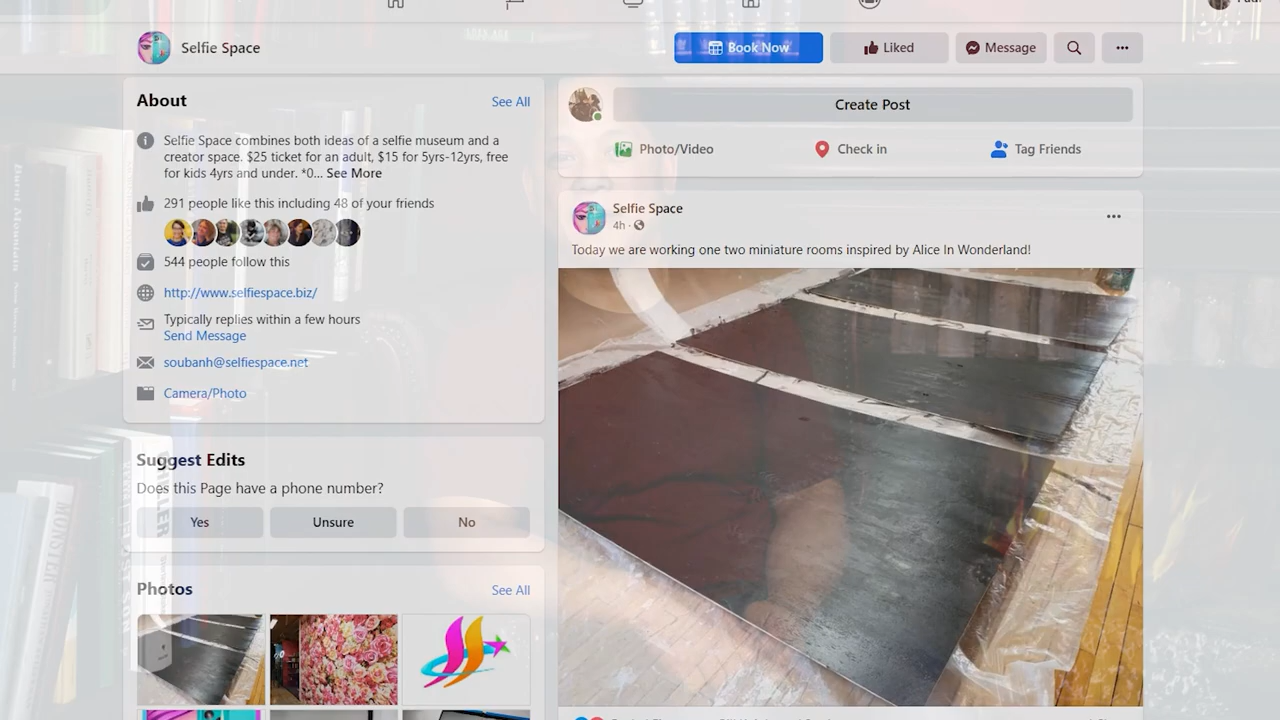 Selfie Space
Book Now
Liked
Message
About
See All
Selfie Space combines both ideas of a selfie museum and a
creator space. $25 ticket for an adult, $15 for 5yrs-12yrs, free
for kids 4yrs and under. *0... See More
291 people like this including 48 of your friends
544 people follow this
http://www.selfiespace.biz/
Typically replies within a few hours
Send Message
soubanh@selfiespace.net
Camera/Photo
Suggest Edits
Does this Page have a phone number?
Yes
Unsure
No
Photos
See All
Create Post
Photo/Video
Check in
Tag Friends
Selfie Space
4h
Today we are working one two miniature rooms inspired by Alice In Wonderland!